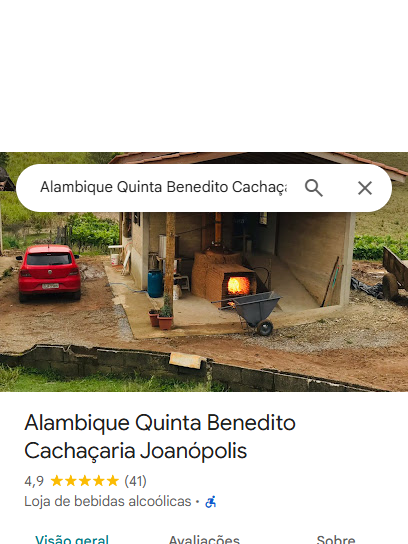 Alambique Quinta Benedito Cachaça
Alambique Quinta Benedito
Cachaçaria Joanópolis
4,9 (41)
Loja de bebidas alcoólicas ·
Visão geral Avaliações Sobre